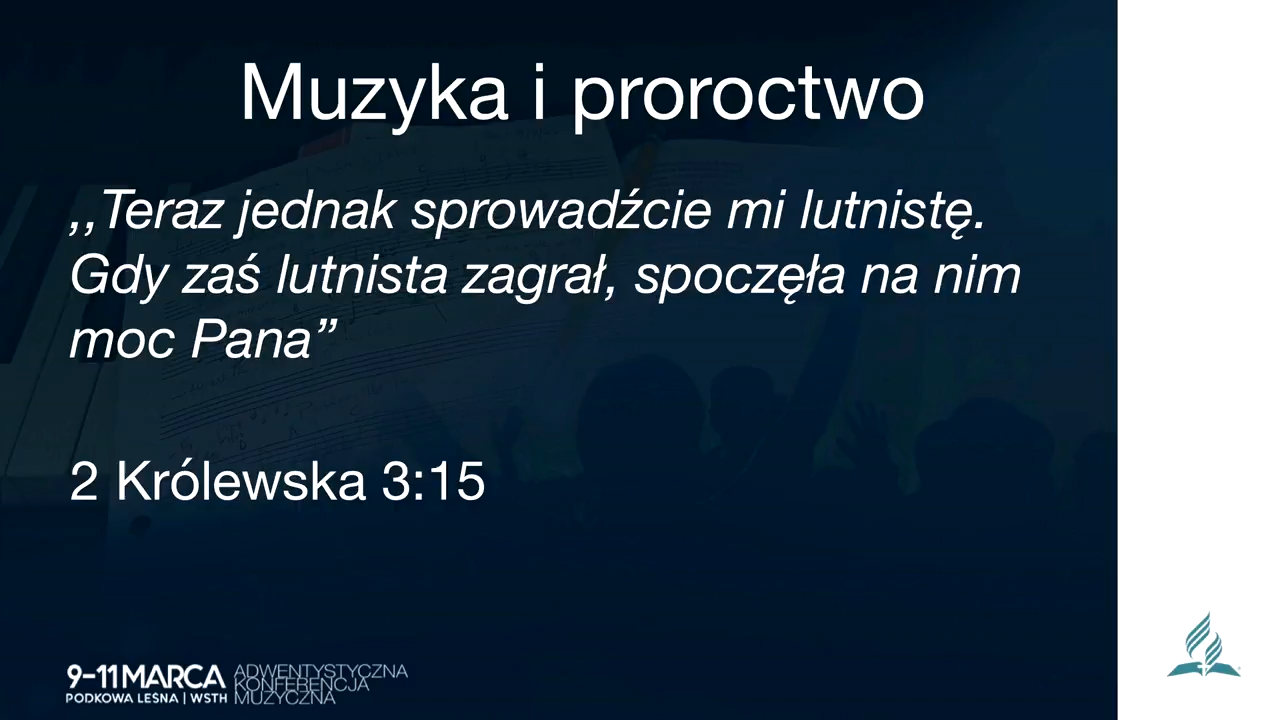 Muzyka i proroctwo
,,Teraz jednak sprowadźcie mi lutnistę.
Gdy zaś lutnista zagrał, spoczęła na nim
moc Pana”
2 Królewska 3:15
9-11 MARCA
PODKOWA LEŚNA | WSTH
ADWENTYSTYCZNA
KONFERENCJA
MUZYCZNA